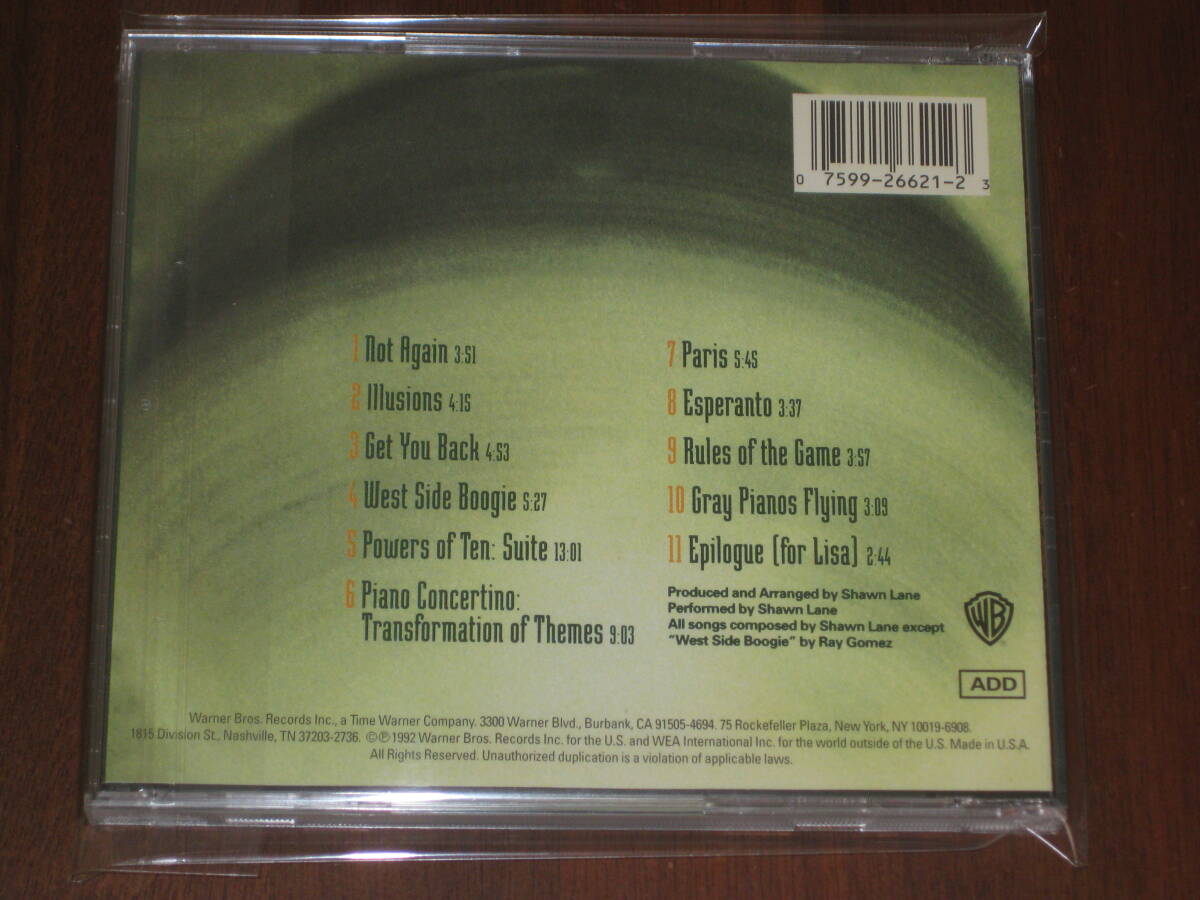 0 7599-26621-2 3
1 Not Again 3:51
2 Illusions 4:15
3 Get You Back 4:53
4 West Side Boogie 5:27
5 Powers of Ten: Suite 13:01
6 Piano Concertino:
Transformation of Themes 9:03
7 Paris 5:45
8 Esperanto 3:37
9 Rules of the Game 3:57
10 Gray Pianos Flying 3:09
11 Epilogue (for Lisa) 2:44
Produced and Arranged by Shawn Lane
Performed by Shawn Lane
All songs composed by Shawn Lane except
"West Side Boogie" by Ray Gomez
WB
ADD
Warner Bros. Records Inc., a Time Warner Company. 3300 Warner Blvd., Burbank, CA 91505-4694. 75 Rockefeller Plaza, New York, NY 10019-6908.
1815 Division St., Nashville, TN 37203-2736. ©℗ 1992 Warner Bros. Records Inc. for the U.S. and WEA International Inc. for the world outside of the U.S. Made in U.S.A.
All Rights Reserved. Unauthorized duplication is a violation of applicable laws.